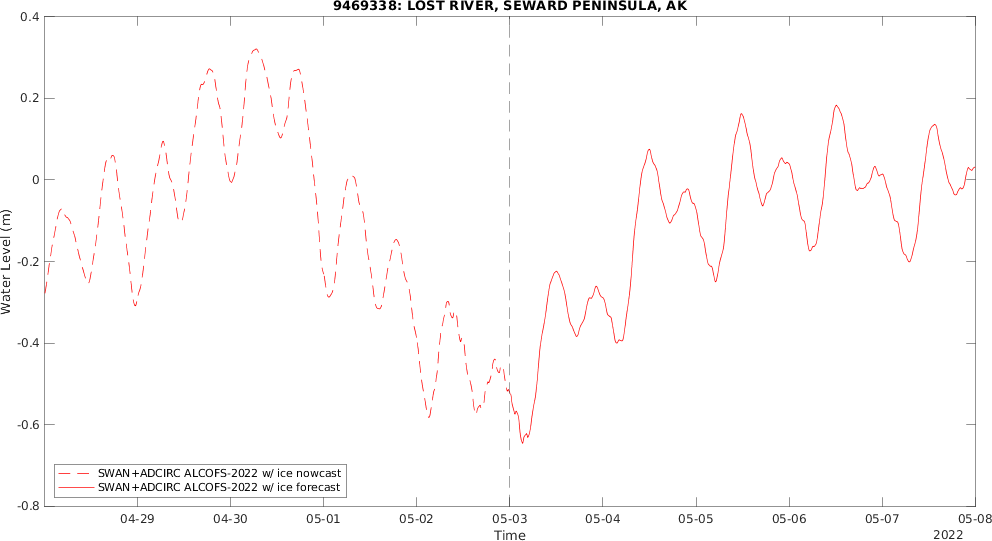 9469338: LOST RIVER, SEWARD PENINSULA, AK
0.4
0.2
0
-0.2
-0.4
-0.6
-0.8
Water Level (m)
SWAN+ADCIRC ALCOFS-2022 w/ ice nowcast
SWAN+ADCIRC ALCOFS-2022 w/ ice forecast
04-29 04-30 05-01 05-02 05-03 05-04 05-05 05-06 05-07 05-08
Time
2022